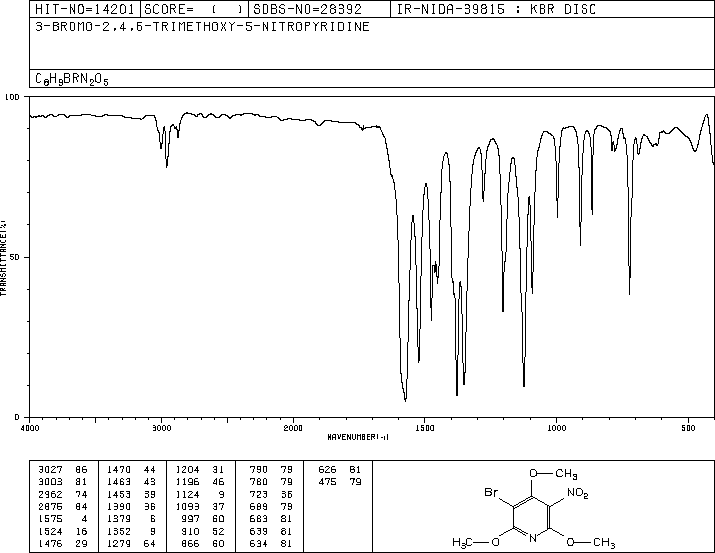 HIT-NO=14201 SCORE= ( ) SDBS-NO=28392 IR-NIDA-39815 : KBR DISC
3-BROMO-2,4,6-TRIMETHOXY-5-NITROPYRIDINE
C8H9BRN2O5
100
50
0
TRANSMITTANCE(%)
4000 3000 2000 1500 1000 500
WAVENUMBER(-1)
3027 86 1470 44 1204 31 790 79 626 81
3003 81 1463 43 1196 46 780 79 475 79
2962 74 1453 39 1124 9 723 36
2876 84 1390 36 1093 37 689 79
1575 4 1379 6 997 60 683 81
1524 16 1352 9 910 52 639 81
1476 29 1279 64 866 60 634 81
O CH3
Br NO2
H3C O N O CH3